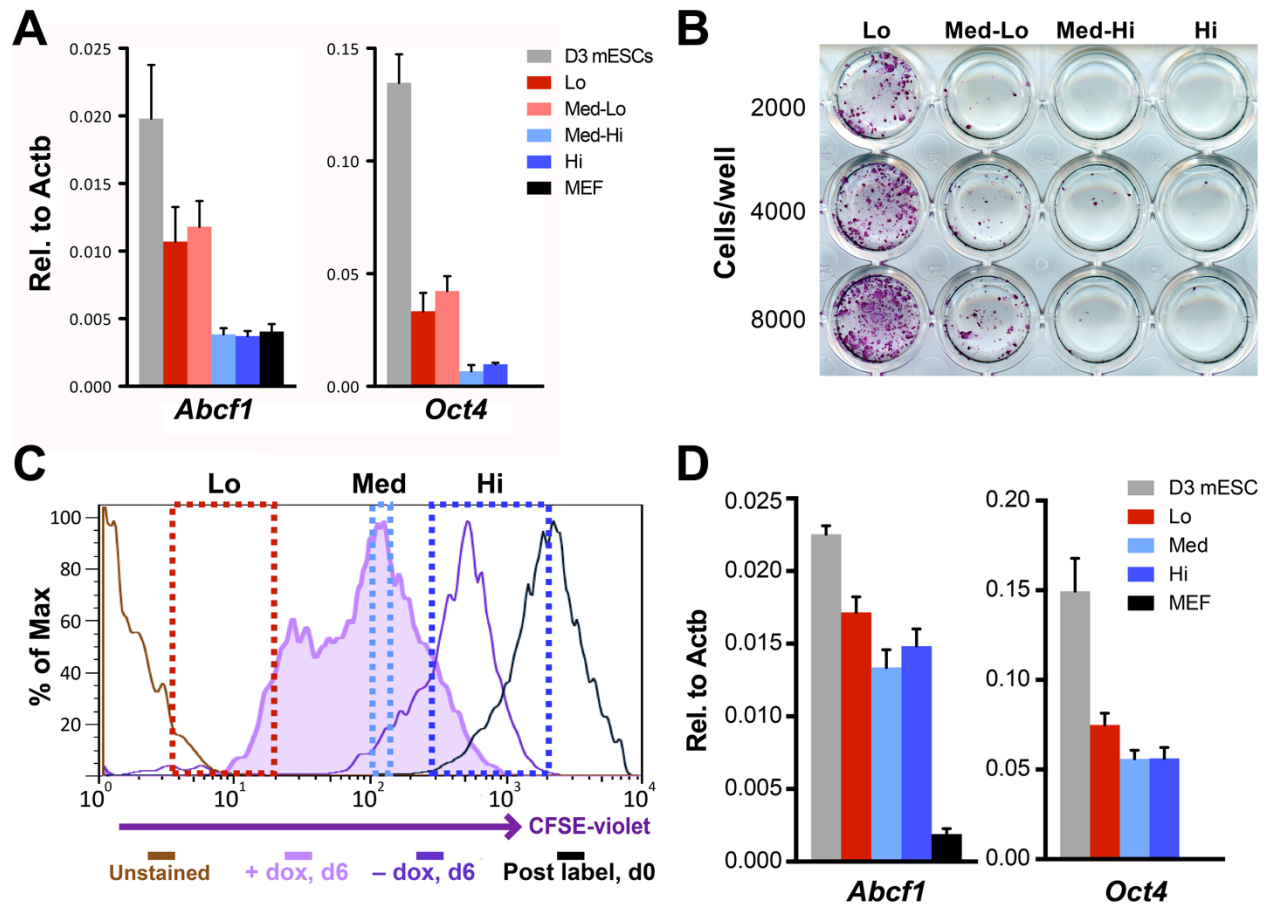 A
0.025
0.020
0.015
0.010
0.005
0.000
Rel. to Actb
Abcf1
0.15
0.10
0.05
0.00
Oct4
D3 mESCs
Lo
Med-Lo
Med-Hi
Hi
MEF
B
Lo Med-Lo Med-Hi Hi
2000
4000
8000
Cells/well
C
Lo Med Hi
100
80
60
40
20
% of Max
10^0 10^1 10^2 10^3 10^4
CFSE-violet
Unstained + dox, d6 – dox, d6 Post label, d0
D
0.025
0.020
0.015
0.010
0.005
0.000
Rel. to Actb
Abcf1
0.20
0.15
0.10
0.05
0.00
Oct4
D3 mESC
Lo
Med
Hi
MEF